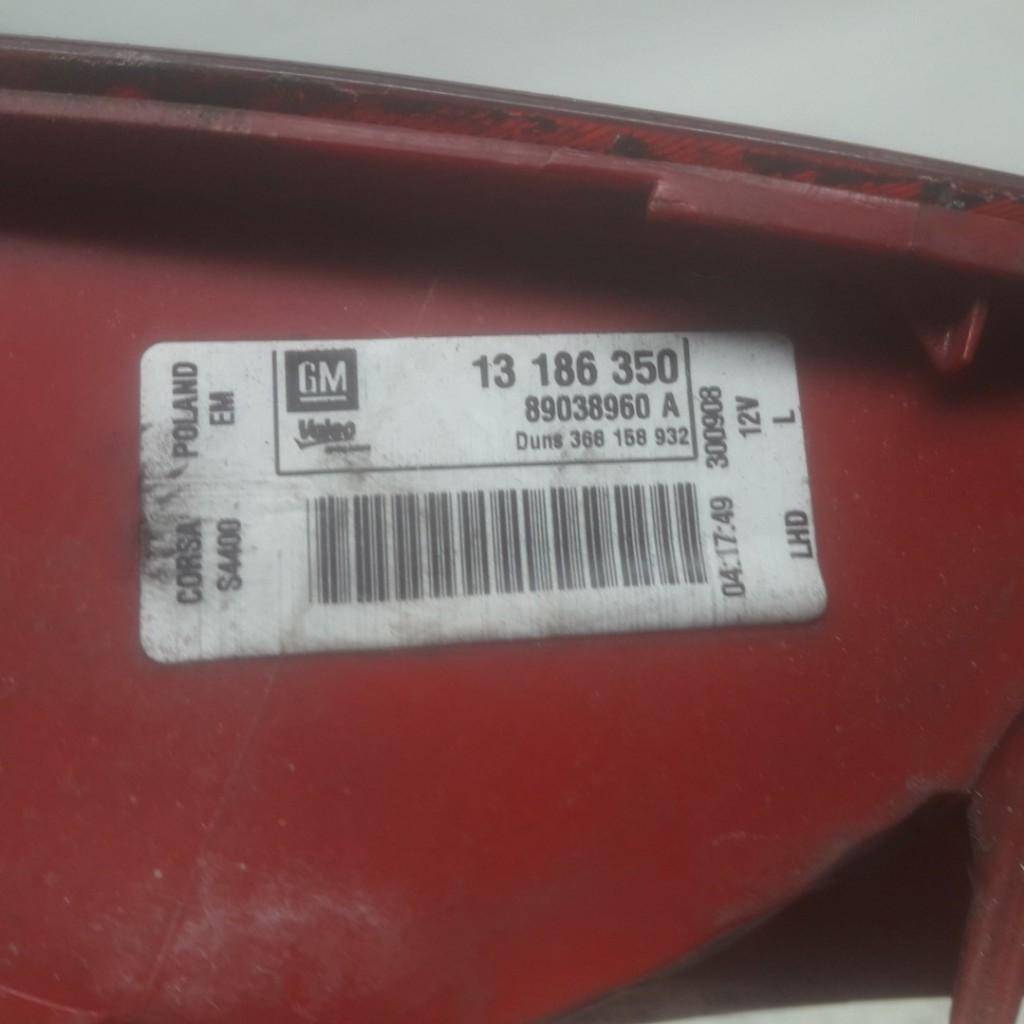 GM
13 186 350
89038960 A
Duns 368 158 932
Valeo
CORSA POLAND
S4400 EM
04:17:49 300908
12V
LHD L